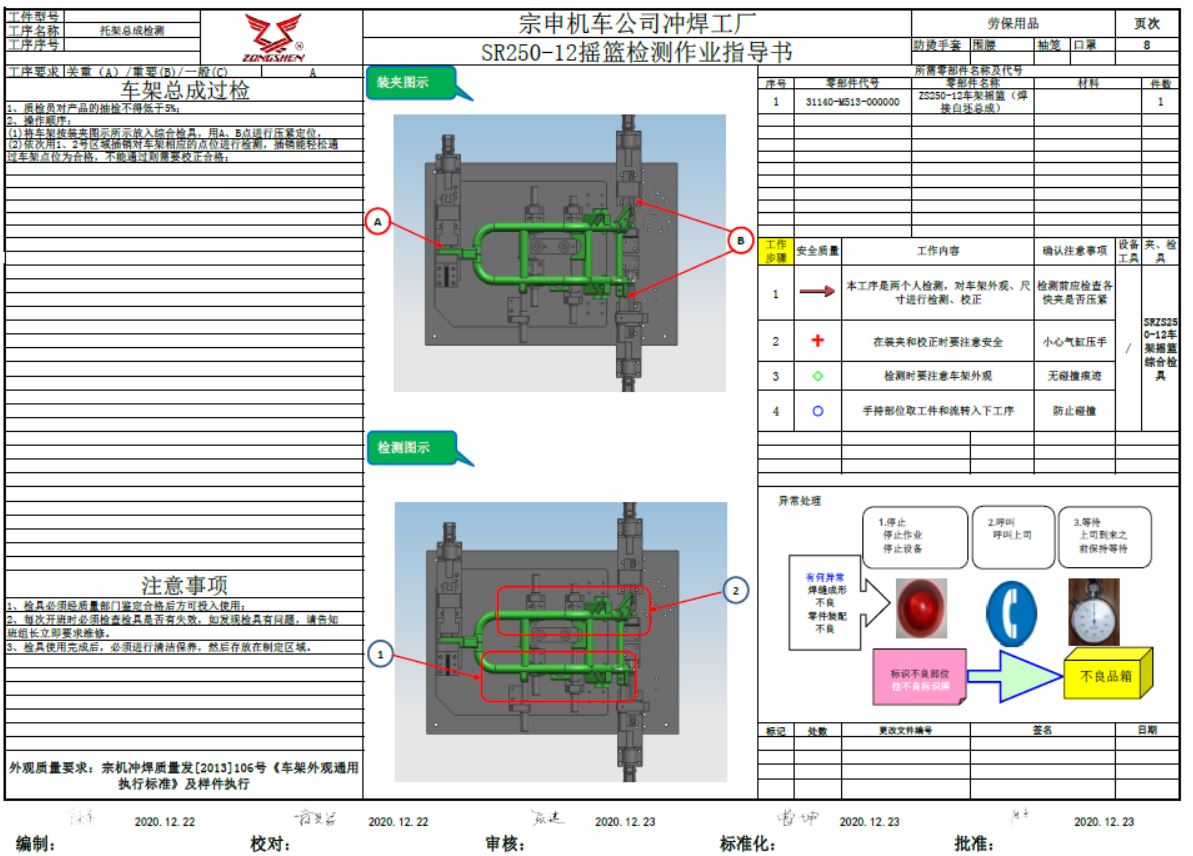 工件型号
工序名称 托架总成检测
工序序号
ZONGSHEN ®
宗申机车公司冲焊工厂
SR250-12摇篮检测作业指导书
劳保用品 页次
防烫手套 围腰 袖笼 口罩 8
工序要求 关重(A)/重要(B)/一般(C) A
车架总成过检
1、质检员对产品的抽检不得低于5%;
2、操作顺序:
(1)将车架按装夹图示所示放入综合检具,用A、B点进行压紧定位,
(2)依次用1、2号区域插销对车架相应的点位进行检测,插销能轻松通
过车架点位为合格,不能通过则需要校正合格;
注意事项
1、检具必须经质量部门鉴定合格后方可投入使用;
2、每次开班时必须检查检具是否有失效,如发现检具有问题,请告知
班组长立即要求维修。
3、检具使用完成后,必须进行清洁保养,然后存放在制定区域。
外观质量要求:宗机冲焊质量发[2013]106号《车架外观通用
执行标准》及样件执行
装夹图示
A
B
检测图示
2
1
所需零部件名称及代号
序号 零部件代号 零部件名称 材料 件数
1 31140-MS13-000000 ZS250-12车架摇篮(焊
接白坯总成) 1
工作
步骤 安全质量 工作内容 确认注意事项 设备
工具 夹、检
具
1 本工序是两个人检测,对车架外观、尺
寸进行检测、校正 检测前应检查各
快夹是否压紧
2 在装夹和校正时要注意安全 小心气缸压手
3 检测时要注意车架外观 无碰撞痕迹
4 手持部位取工件和流转入下工序 防止碰撞
/
SRZS25
0-12车
架摇篮
综合检
具
异常处理
1.停止
停止作业
停止设备
2.呼叫
呼叫上司
3.等待
上司到来之
前保持等待
有何异常
焊缝成形
不良
零件装配
不良
标识不良部位
挂不良标识牌
不良品箱
标记 处数 更改文件编号 签名 日期
2020.12.22 2020.12.22 2020.12.23 2020.12.23 2020.12.23
编制: 校对: 审核: 标准化: 批准: